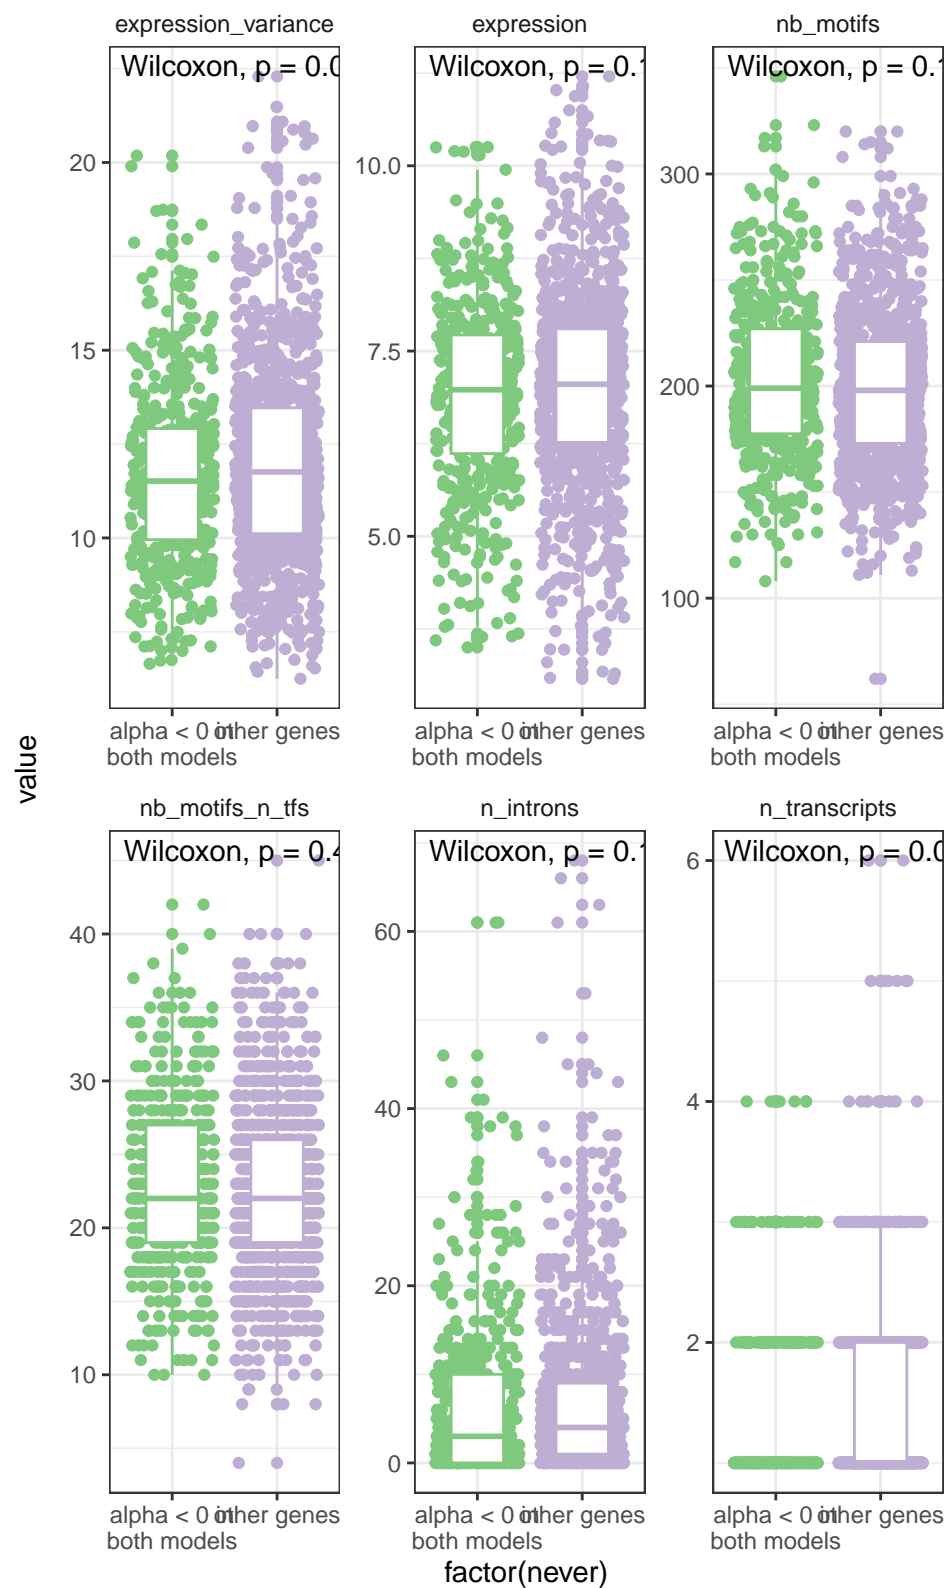 expression_variance
expression
nb_motifs
Wilcoxon, p = 0.0
Wilcoxon, p = 0.1
Wilcoxon, p = 0.1
20
15
10
10.0
7.5
5.0
300
200
100
alpha < 0 in
both models
other genes
alpha < 0 in
both models
other genes
alpha < 0 in
both models
other genes
value
nb_motifs_n_tfs
n_introns
n_transcripts
Wilcoxon, p = 0.4
Wilcoxon, p = 0.1
Wilcoxon, p = 0.0
40
30
20
10
60
40
20
0
6
4
2
alpha < 0 in
both models
other genes
alpha < 0 in
both models
other genes
alpha < 0 in
both models
other genes
factor(never)